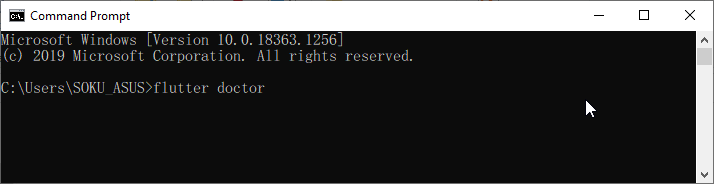 Command Prompt
Microsoft Windows [Version 10.0.18363.1256]
(c) 2019 Microsoft Corporation. All rights reserved.
C:\Users\SOKU_ASUS>flutter doctor